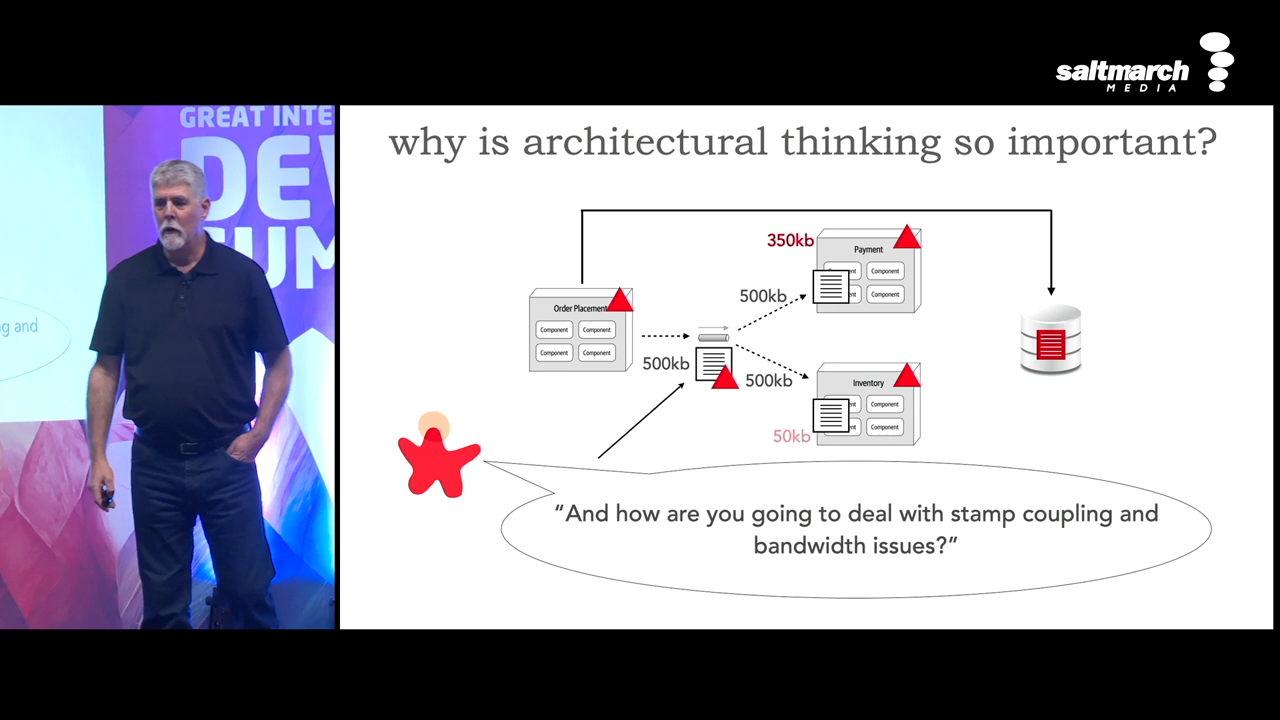 saltmarch
MEDIA
GREAT INTE
DEV
SUM
g and
why is architectural thinking so important?
350kb
Payment
Component
Component
500kb
Order Placement
Component
Component
Component
Component
500kb
500kb
Inventory
Component
Component
50kb
“And how are you going to deal with stamp coupling and
bandwidth issues?”